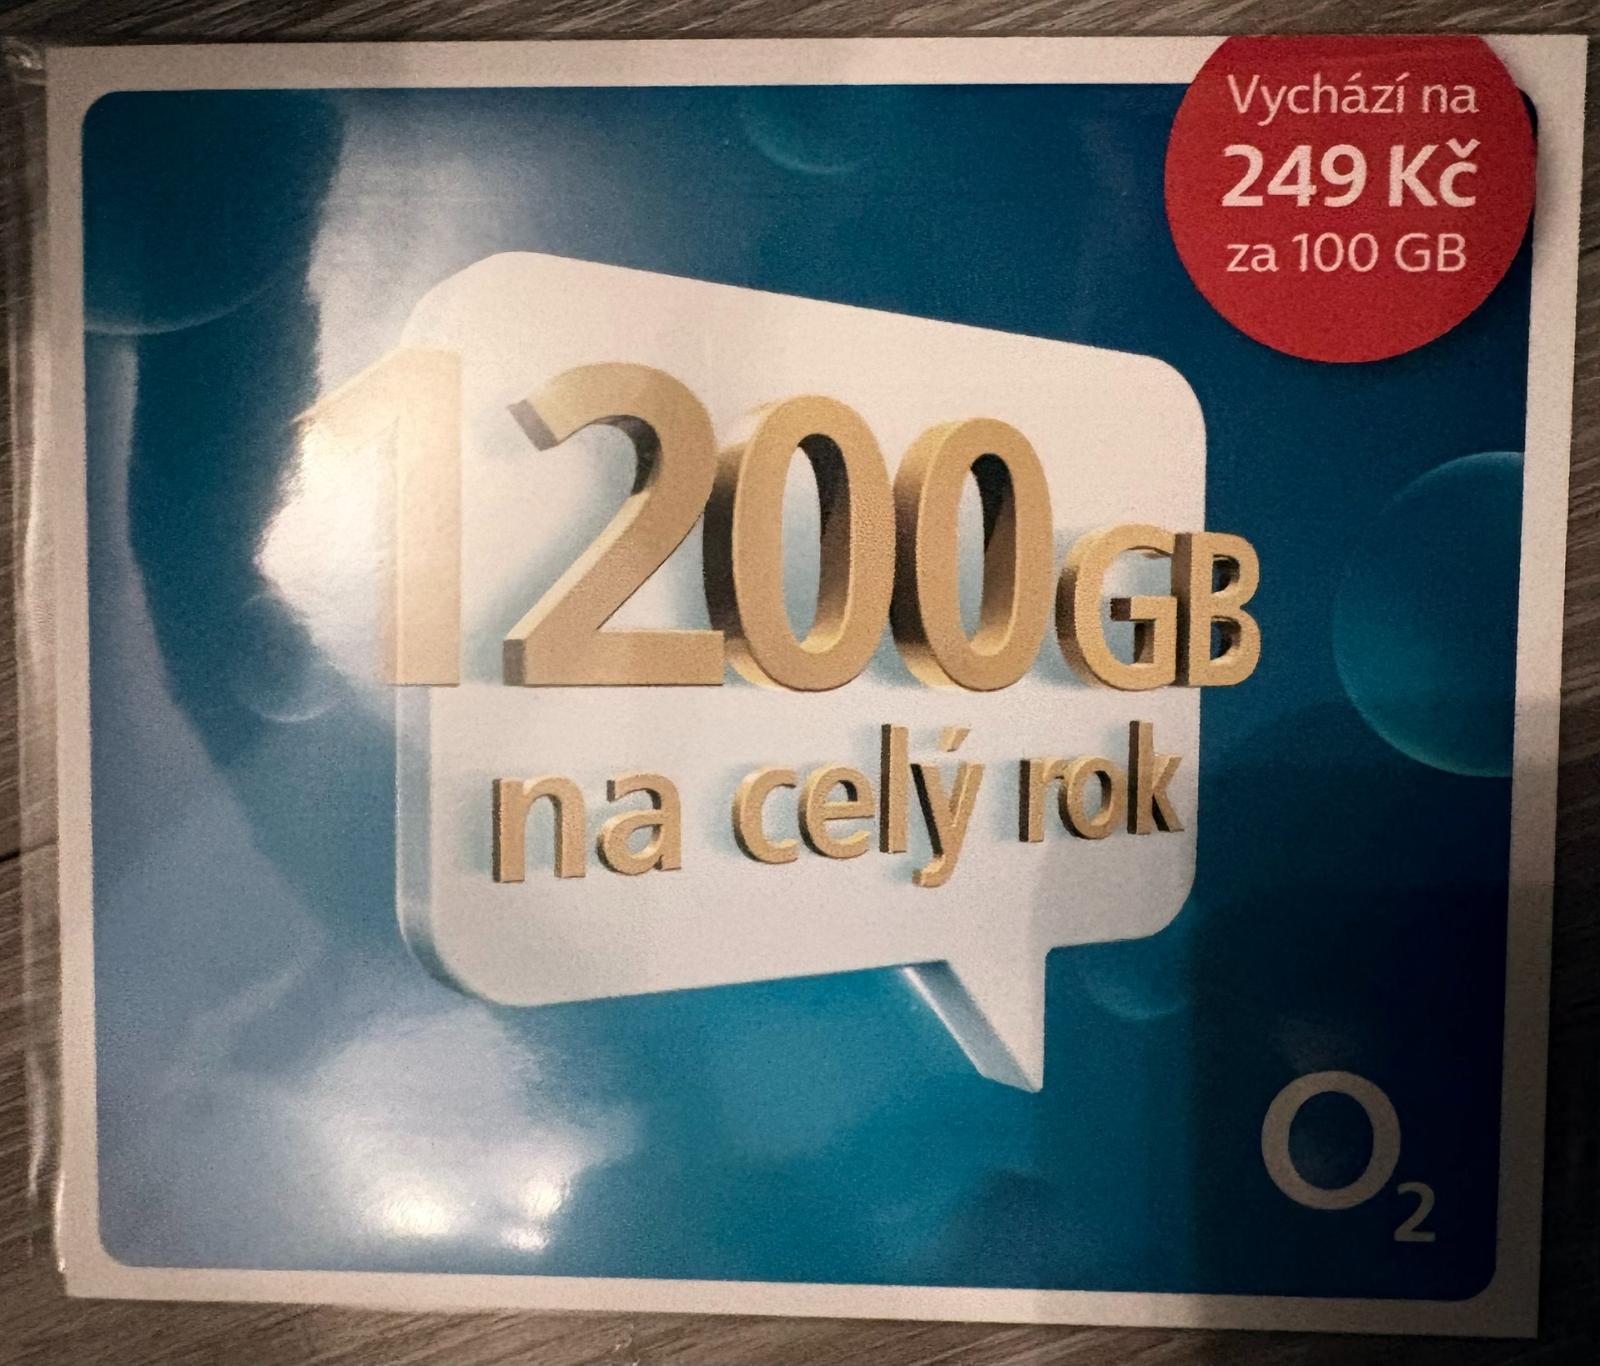 Vychází na
249 Kč
za 100 GB
1200GB
na celý rok
O2